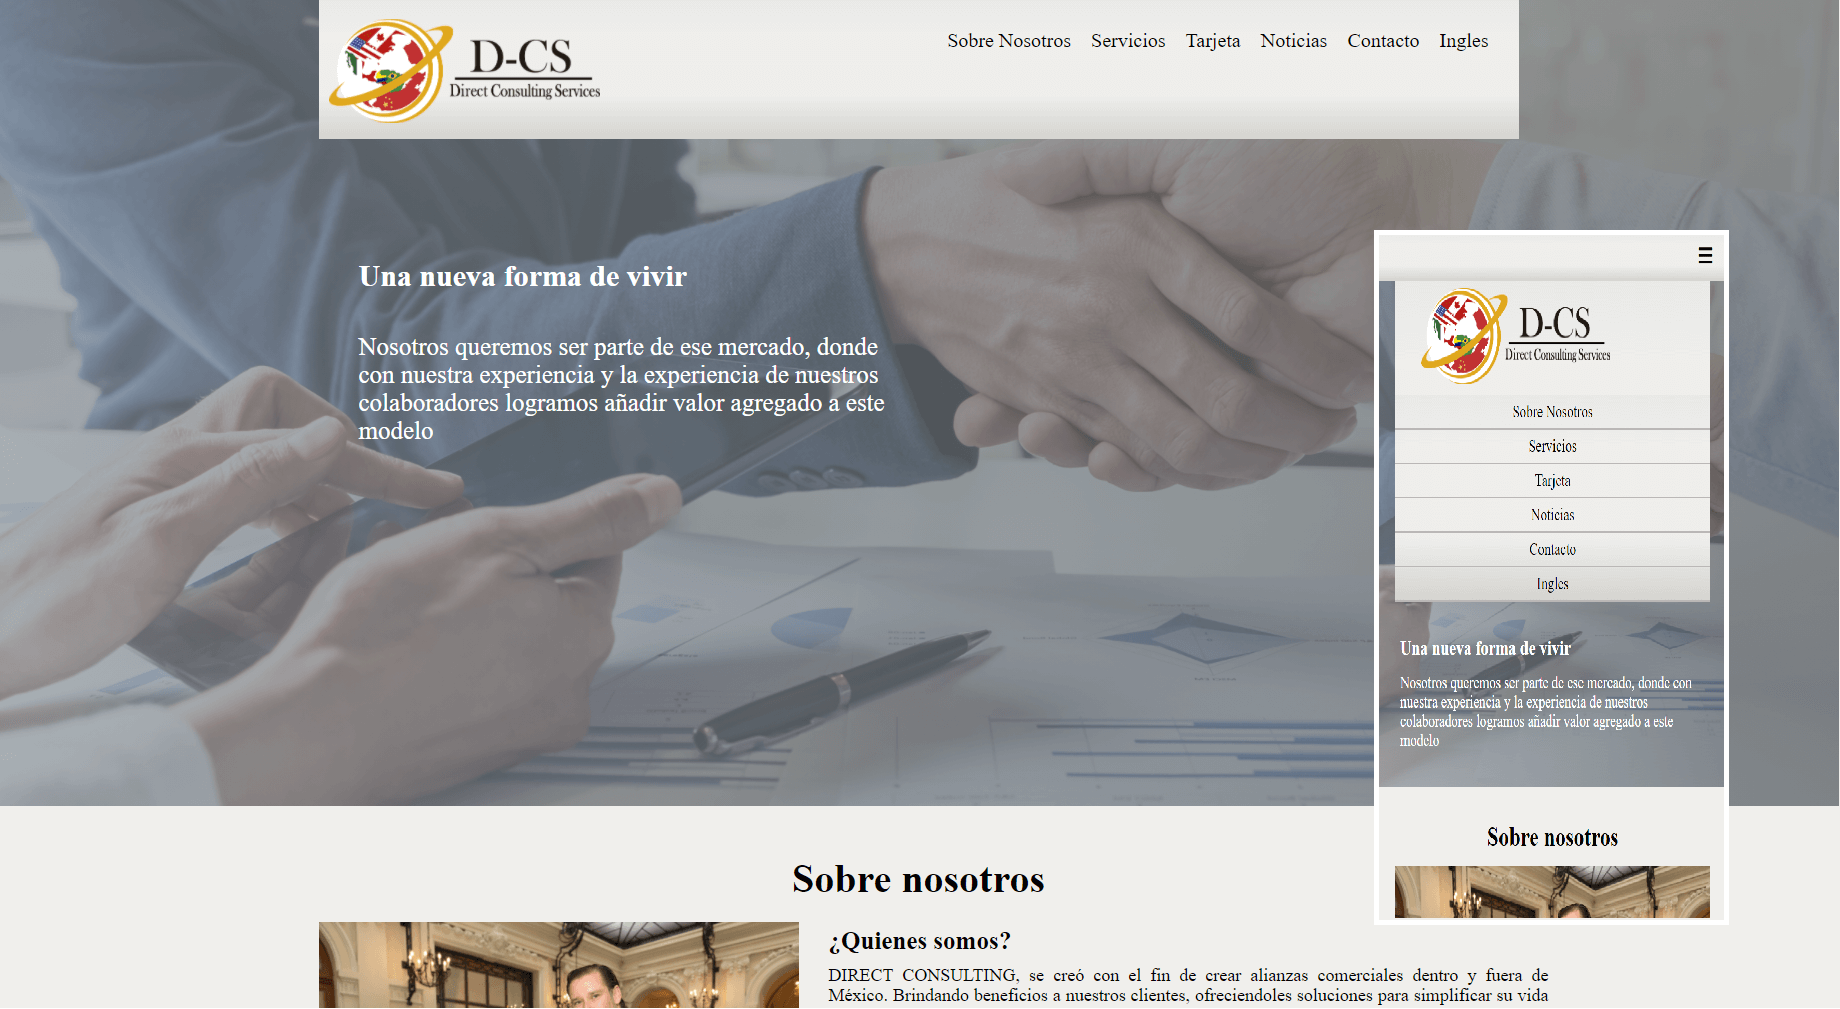 D-CS
Direct Consulting Services
Sobre Nosotros Servicios Tarjeta Noticias Contacto Ingles
Una nueva forma de vivir
Nosotros queremos ser parte de ese mercado, donde
con nuestra experiencia y la experiencia de nuestros
colaboradores logramos añadir valor agregado a este
modelo
Sobre nosotros
¿Quienes somos?
DIRECT CONSULTING, se creó con el fin de crear alianzas comerciales dentro y fuera de
México. Brindando beneficios a nuestros clientes, ofreciendoles soluciones para simplificar su vida
☰
D-CS
Direct Consulting Services
Sobre Nosotros
Servicios
Tarjeta
Noticias
Contacto
Ingles
Una nueva forma de vivir
Nosotros queremos ser parte de ese mercado, donde con
nuestra experiencia y la experiencia de nuestros
colaboradores logramos añadir valor agregado a este
modelo
Sobre nosotros